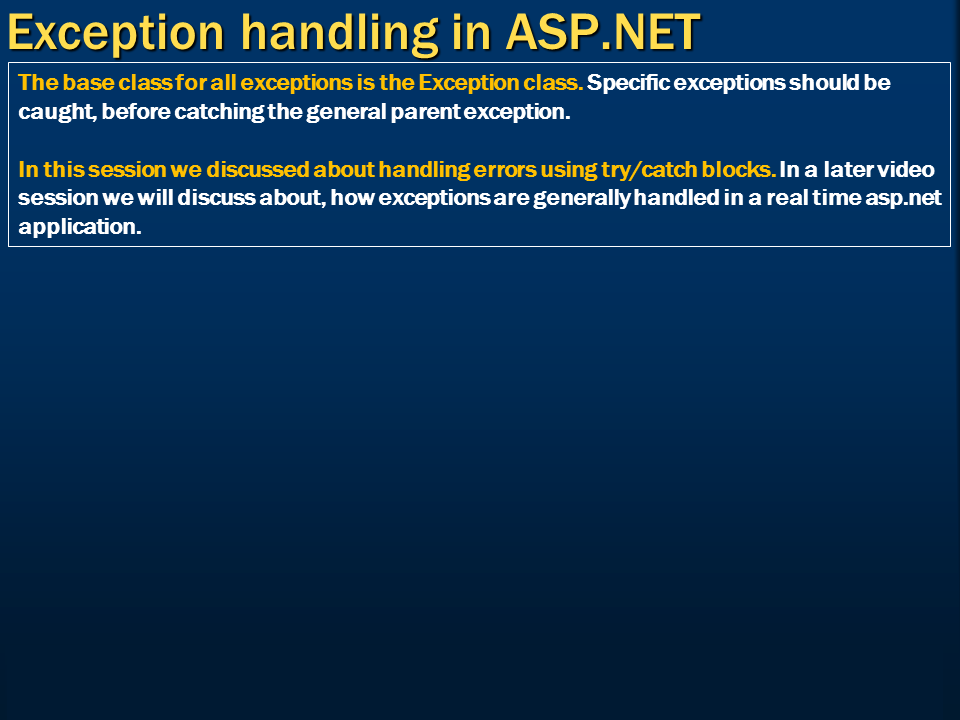 Exception handling in ASP.NET
The base class for all exceptions is the Exception class. Specific exceptions should be
caught, before catching the general parent exception.
In this session we discussed about handling errors using try/catch blocks. In a later video
session we will discuss about, how exceptions are generally handled in a real time asp.net
application.